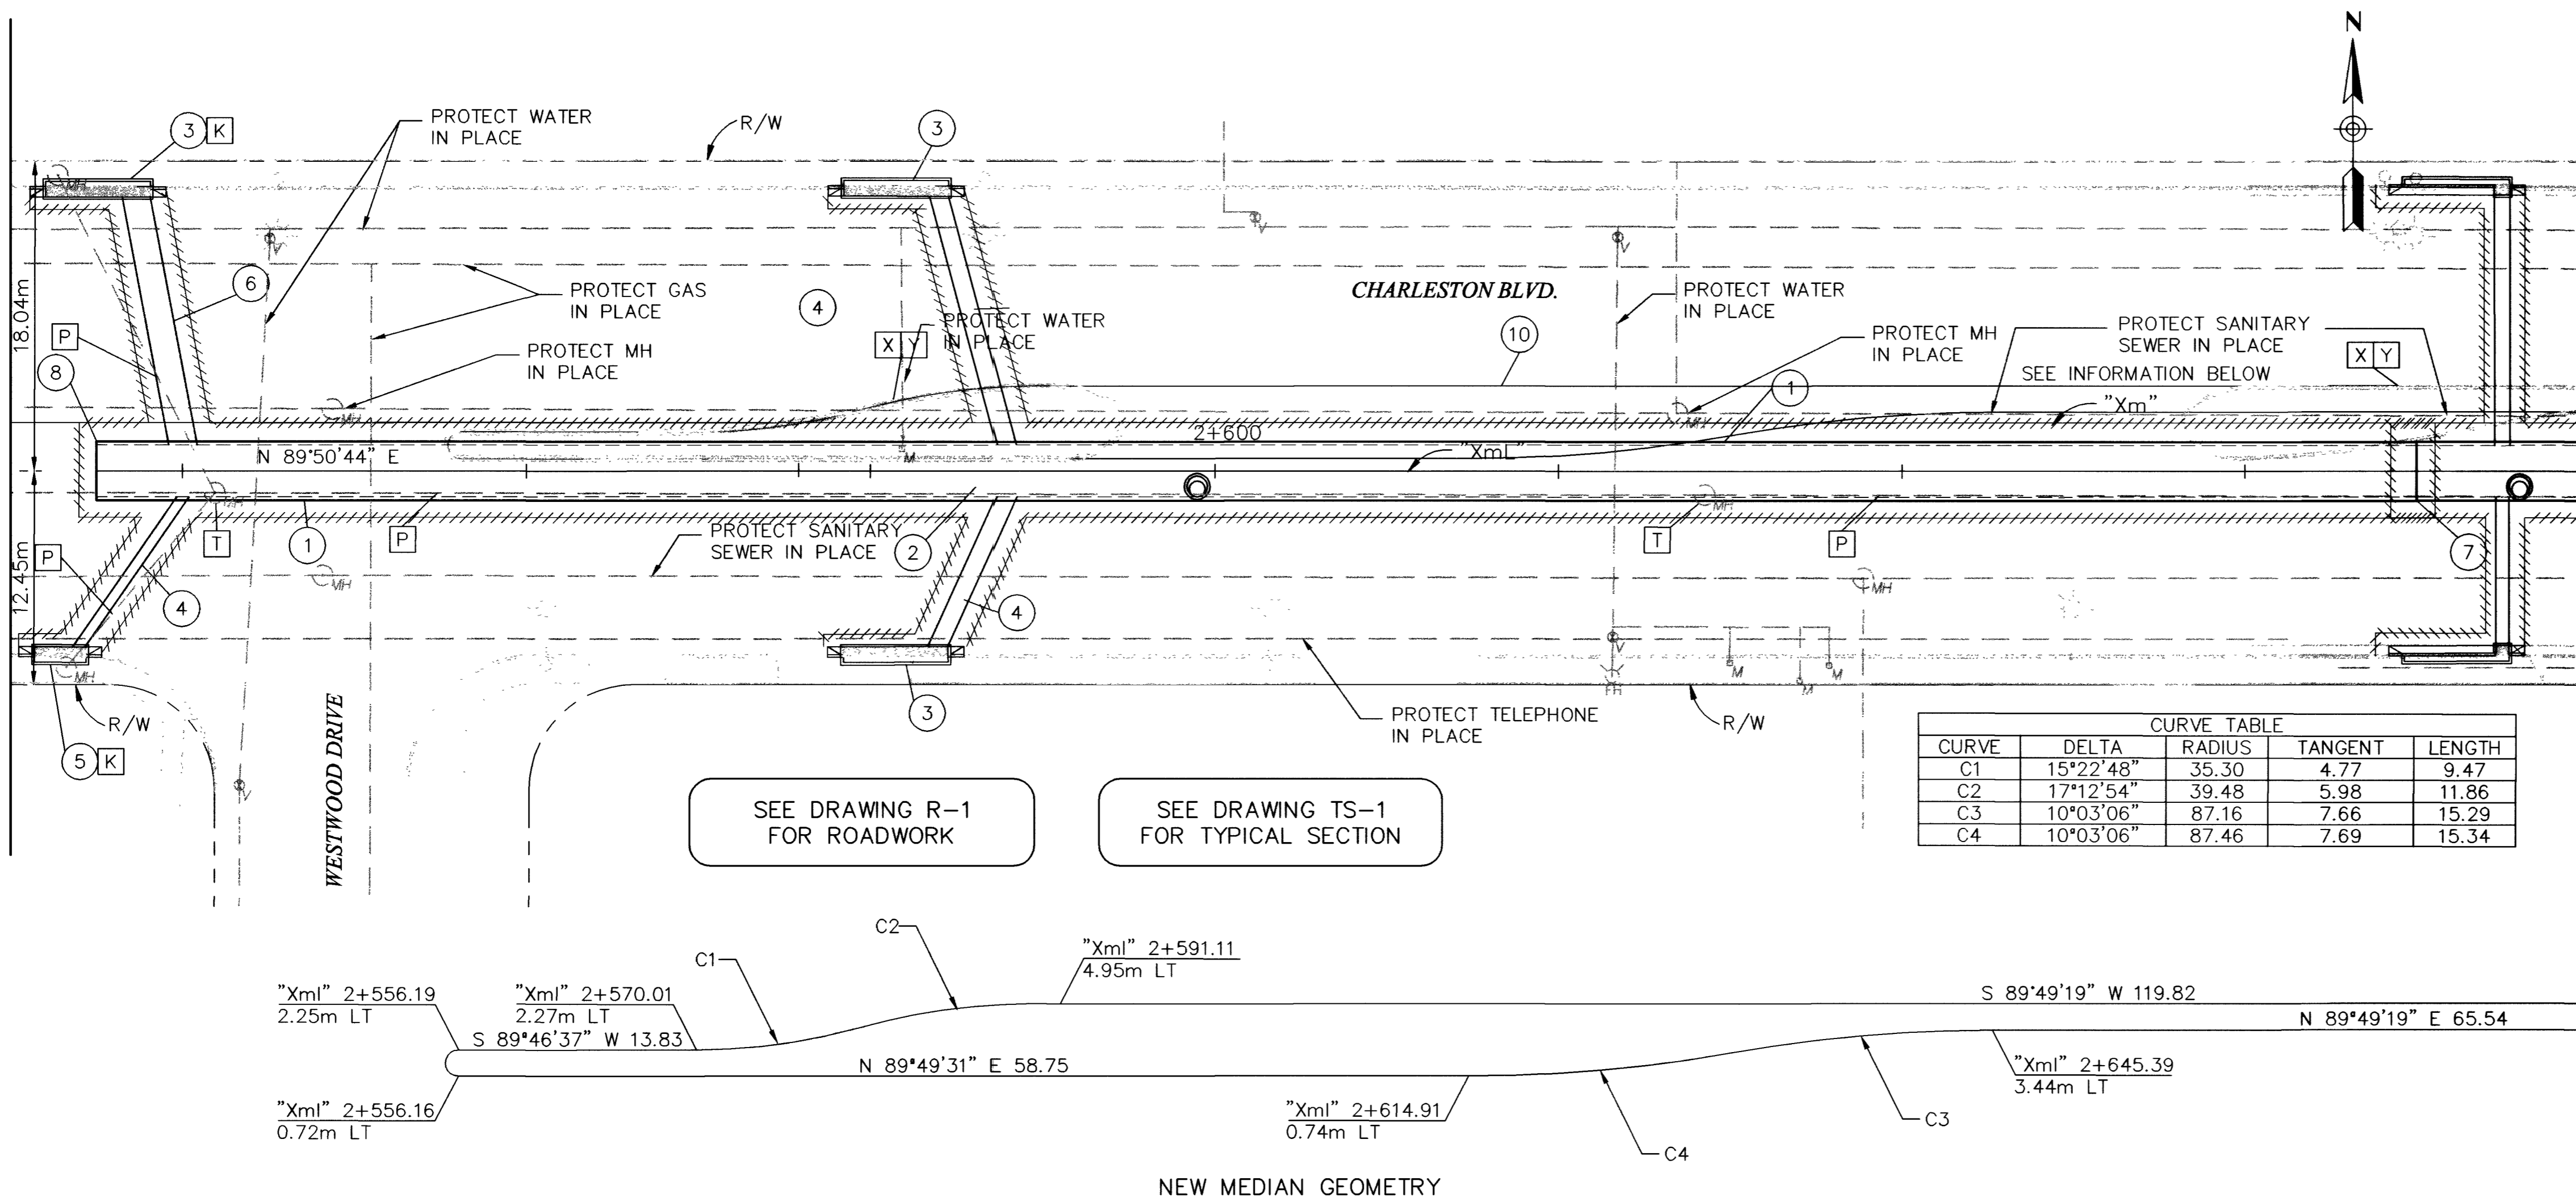 N
3 K
PROTECT WATER
IN PLACE
R/W
3
MH
V
V
V
18.04m
6
PROTECT GAS
IN PLACE
4
CHARLESTON BLVD.
PROTECT WATER
IN PLACE
P
X Y
PROTECT WATER
IN PLACE
10
PROTECT MH
IN PLACE
PROTECT SANITARY
SEWER IN PLACE
X Y
8
PROTECT MH
IN PLACE
SEE INFORMATION BELOW
1
"Xm"
MH
MH
2+600
N 89°50'44" E
M
"XmL"
MH
MH
T
1
P
PROTECT SANITARY
SEWER IN PLACE
2
T
P
7
P
12.45m
4
MH
4
MH
V
MH
M
M
M
FH
R/W
3
PROTECT TELEPHONE
IN PLACE
R/W
5 K
WESTWOOD DRIVE
V
SEE DRAWING R-1
FOR ROADWORK
SEE DRAWING TS-1
FOR TYPICAL SECTION
CURVE TABLE
CURVE DELTA RADIUS TANGENT LENGTH
C1 15°22'48" 35.30 4.77 9.47
C2 17°12'54" 39.48 5.98 11.86
C3 10°03'06" 87.16 7.66 15.29
C4 10°03'06" 87.46 7.69 15.34
C2
C1
"Xml" 2+591.11
4.95m LT
"Xml" 2+556.19
2.25m LT
"Xml" 2+570.01
2.27m LT
S 89°49'19" W 119.82
S 89°46'37" W 13.83
N 89°49'19" E 65.54
N 89°49'31" E 58.75
"Xml" 2+645.39
3.44m LT
"Xml" 2+556.16
0.72m LT
"Xml" 2+614.91
0.74m LT
C3
C4
NEW MEDIAN GEOMETRY